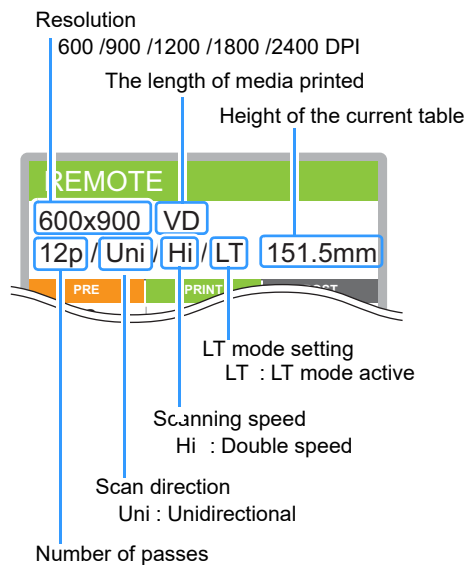 Resolution
600 /900 /1200 /1800 /2400 DPI
The length of media printed
Height of the current table
REMOTE
600x900 VD
12p / Uni / Hi / LT 151.5mm
PRE PRINT
LT mode setting
LT : LT mode active
Scanning speed
Hi : Double speed
Scan direction
Uni : Unidirectional
Number of passes